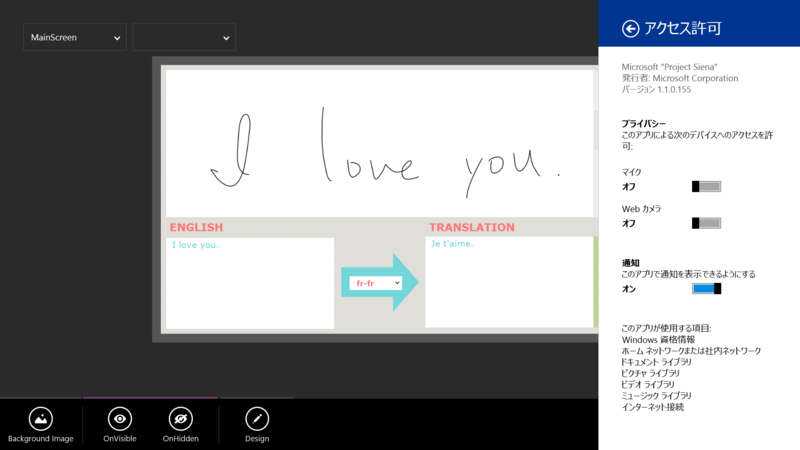 MainScreen
I love you.
ENGLISH
I love you.
fr-fr
TRANSLATION
Je t'aime.
Background Image
OnVisible
OnHidden
Design
アクセス許可
Microsoft "Project Siena"
発行者: Microsoft Corporation
バージョン 1.1.0.155
プライバシー
このアプリによる次のデバイスへのアクセスを許
可:
マイク
オフ
Web カメラ
オフ
通知
このアプリで通知を表示できるようにする
オン
このアプリが使用する項目:
Windows 資格情報
ホーム ネットワークまたは社内ネットワーク
ドキュメント ライブラリ
ピクチャ ライブラリ
ビデオ ライブラリ
ミュージック ライブラリ
インターネット接続